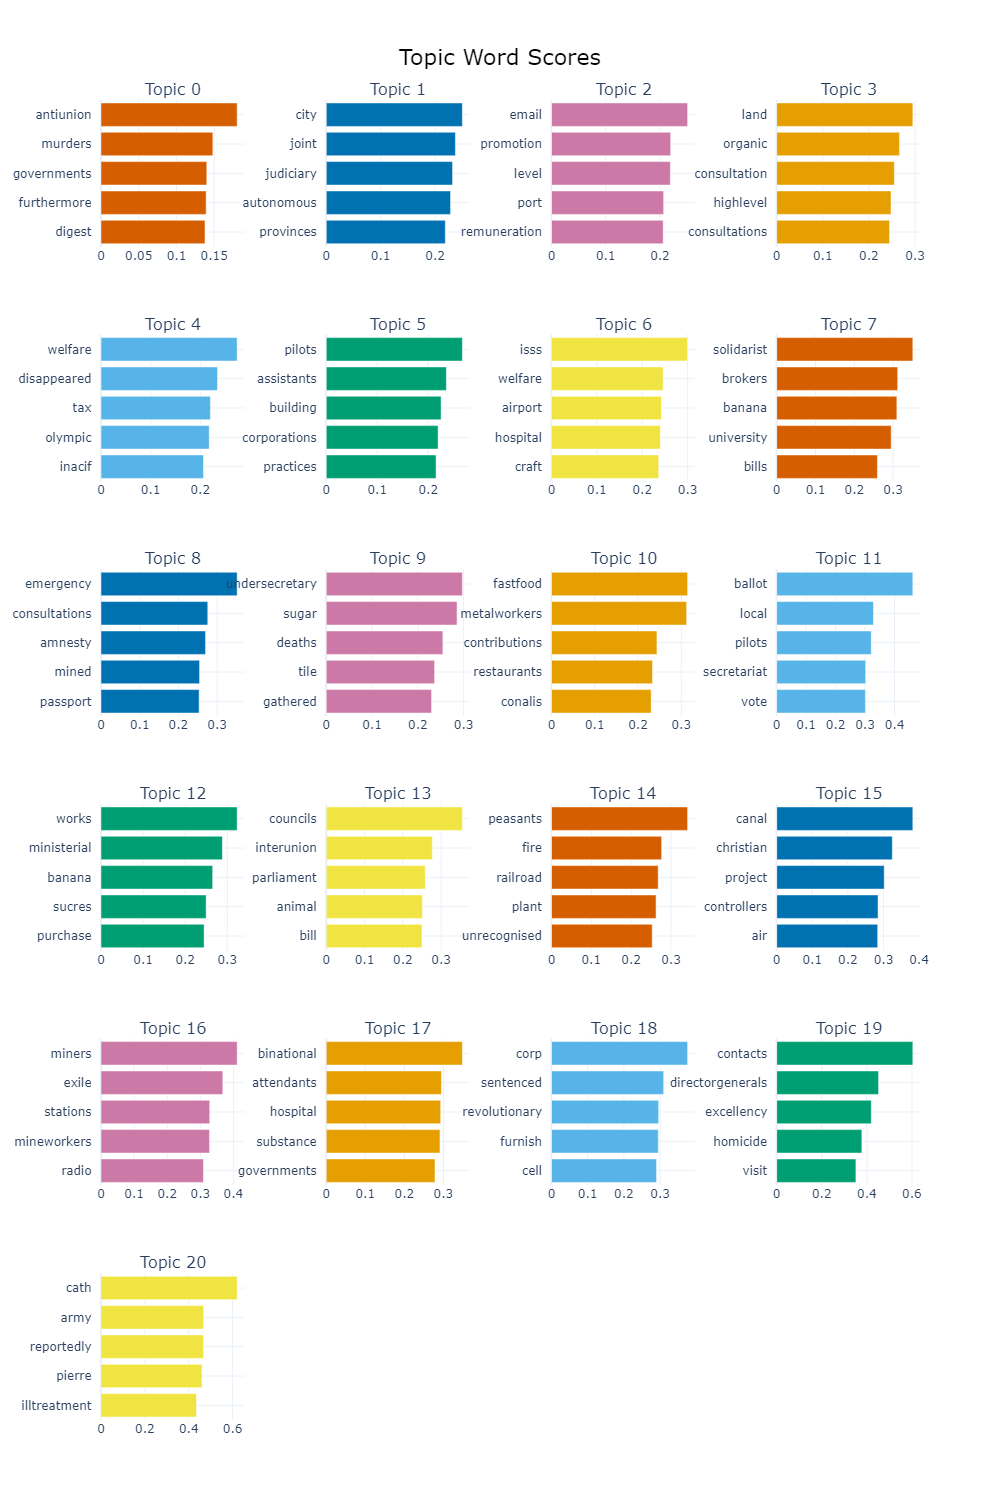 Topic Word Scores
Topic 0
antiunion
murders
governments
furthermore
digest
0 0.05 0.1 0.15
Topic 1
city
joint
judiciary
autonomous
provinces
0 0.1 0.2
Topic 2
email
promotion
level
port
remuneration
0 0.1 0.2
Topic 3
land
organic
consultation
highlevel
consultations
0 0.1 0.2 0.3
Topic 4
welfare
disappeared
tax
olympic
inacif
0 0.1 0.2
Topic 5
pilots
assistants
building
corporations
practices
0 0.1 0.2
Topic 6
isss
welfare
airport
hospital
craft
0 0.1 0.2 0.3
Topic 7
solidarist
brokers
banana
university
bills
0 0.1 0.2 0.3
Topic 8
emergency
consultations
amnesty
mined
passport
0 0.1 0.2 0.3
Topic 9
undersecretary
sugar
deaths
tile
gathered
0 0.1 0.2 0.3
Topic 10
fastfood
metalworkers
contributions
restaurants
conalis
0 0.1 0.2 0.3
Topic 11
ballot
local
pilots
secretariat
vote
0 0.1 0.2 0.3 0.4
Topic 12
works
ministerial
banana
sucres
purchase
0 0.1 0.2 0.3
Topic 13
councils
interunion
parliament
animal
bill
0 0.1 0.2 0.3
Topic 14
peasants
fire
railroad
plant
unrecognised
0 0.1 0.2 0.3
Topic 15
canal
christian
project
controllers
air
0 0.1 0.2 0.3 0.4
Topic 16
miners
exile
stations
mineworkers
radio
0 0.1 0.2 0.3 0.4
Topic 17
binational
attendants
hospital
substance
governments
0 0.1 0.2 0.3
Topic 18
corp
sentenced
revolutionary
furnish
cell
0 0.1 0.2 0.3
Topic 19
contacts
directorgenerals
excellency
homicide
visit
0 0.2 0.4 0.6
Topic 20
cath
army
reportedly
pierre
illtreatment
0 0.2 0.4 0.6